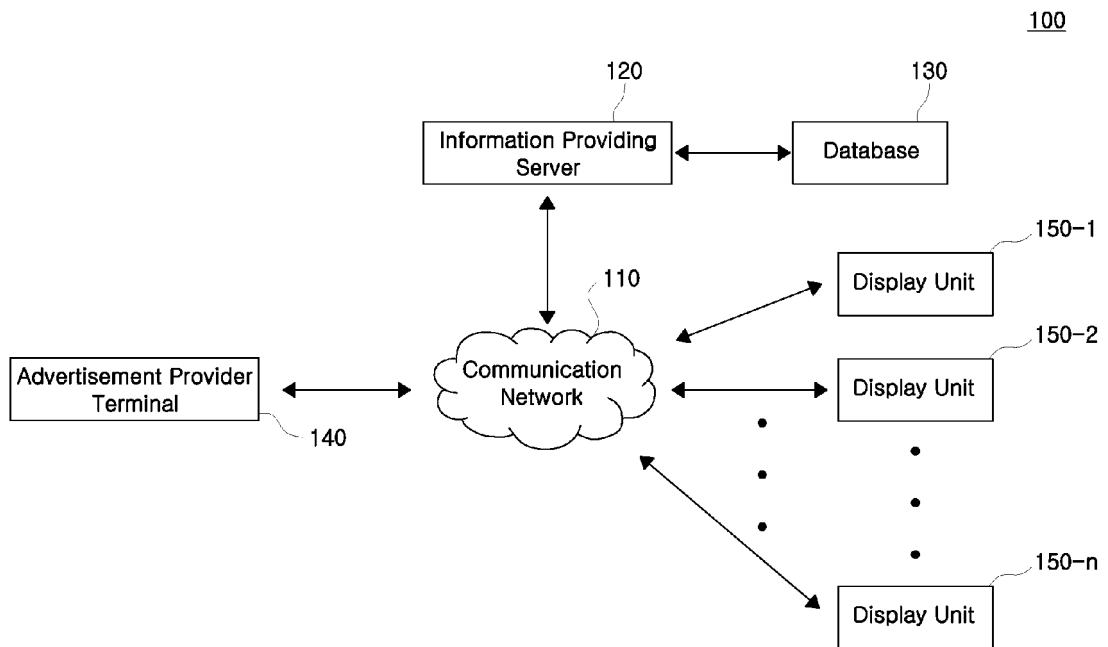 100
120
130
Information Providing
Server
Database
150-1
Display Unit
110
150-2
Communication
Network
Display Unit
Advertisement Provider
Terminal
140
150-n
Display Unit